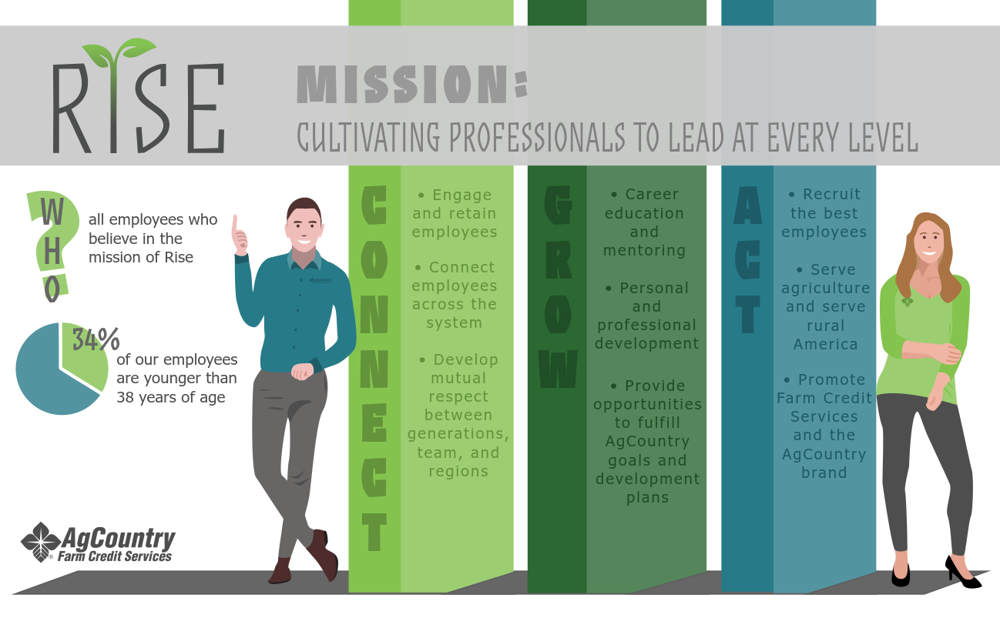 RISE
MISSION:
CULTIVATING PROFESSIONALS TO LEAD AT EVERY LEVEL
WHO
all employees who
believe in the
mission of Rise
34%
of our employees
are younger than
38 years of age
AgCountry
Farm Credit Services
®
AgCountry
CONNECT
• Engage
and retain
employees
• Connect
employees
across the
system
• Develop
mutual
respect
between
generations,
team, and
regions
GROW
• Career
education
and
mentoring
• Personal
and
professional
development
• Provide
opportunities
to fulfill
AgCountry
goals and
development
plans
ACT
• Recruit
the best
employees
• Serve
agriculture
and serve
rural
America
• Promote
Farm Credit
Services
and the
AgCountry
brand